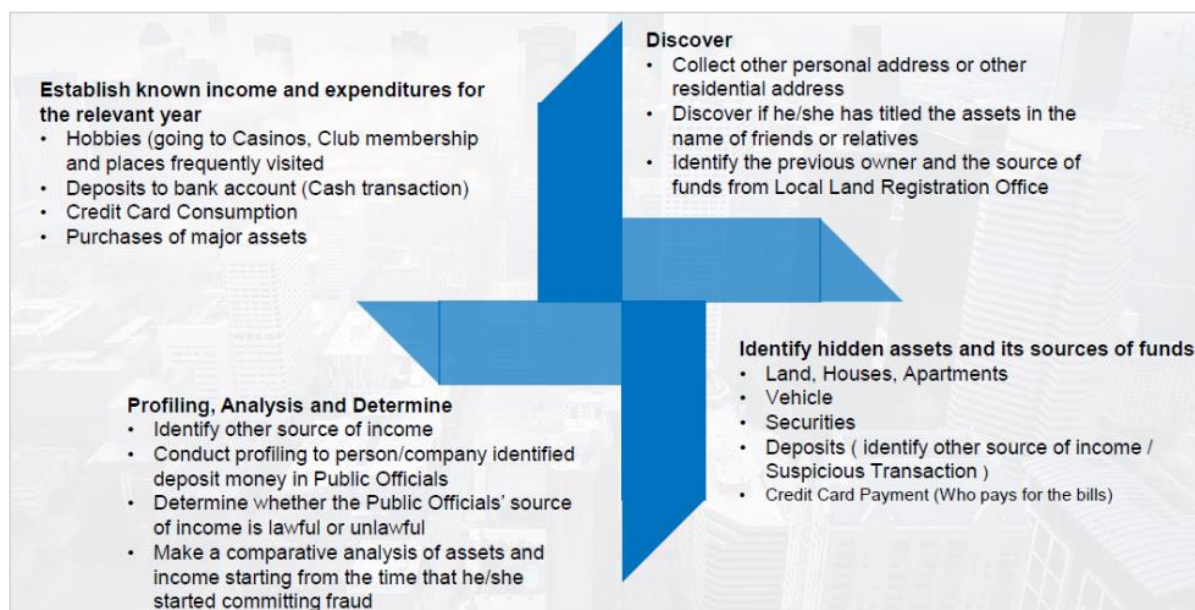 Establish known income and expenditures for
the relevant year
• Hobbies (going to Casinos, Club membership
and places frequently visited
• Deposits to bank account (Cash transaction)
• Credit Card Consumption
• Purchases of major assets
Discover
• Collect other personal address or other
residential address
• Discover if he/she has titled the assets in the
name of friends or relatives
• Identify the previous owner and the source of
funds from Local Land Registration Office
Profiling, Analysis and Determine
• Identify other source of income
• Conduct profiling to person/company identified
deposit money in Public Officials
• Determine whether the Public Officials' source
of income is lawful or unlawful
• Make a comparative analysis of assets and
income starting from the time that he/she
started committing fraud
Identify hidden assets and its sources of funds
• Land, Houses, Apartments
• Vehicle
• Securities
• Deposits ( identify other source of income /
Suspicious Transaction )
• Credit Card Payment (Who pays for the bills)